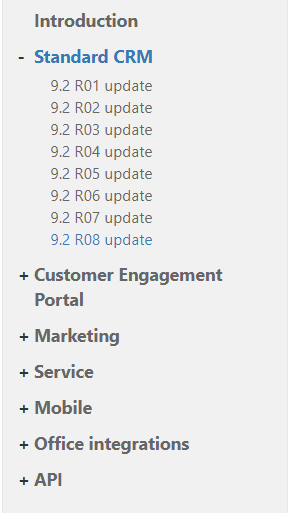 Introduction
- Standard CRM
9.2 R01 update
9.2 R02 update
9.2 R03 update
9.2 R04 update
9.2 R05 update
9.2 R06 update
9.2 R07 update
9.2 R08 update
+ Customer Engagement
Portal
+ Marketing
+ Service
+ Mobile
+ Office integrations
+ API